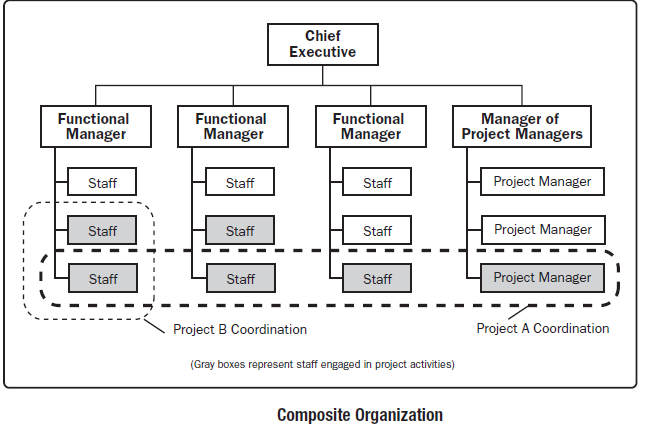 Chief
Executive
Functional
Manager
Functional
Manager
Functional
Manager
Manager of
Project Managers
Staff
Staff
Staff
Project Manager
Staff
Staff
Staff
Project Manager
Staff
Staff
Staff
Project Manager
Project B Coordination
Project A Coordination
(Gray boxes represent staff engaged in project activities)
Composite Organization